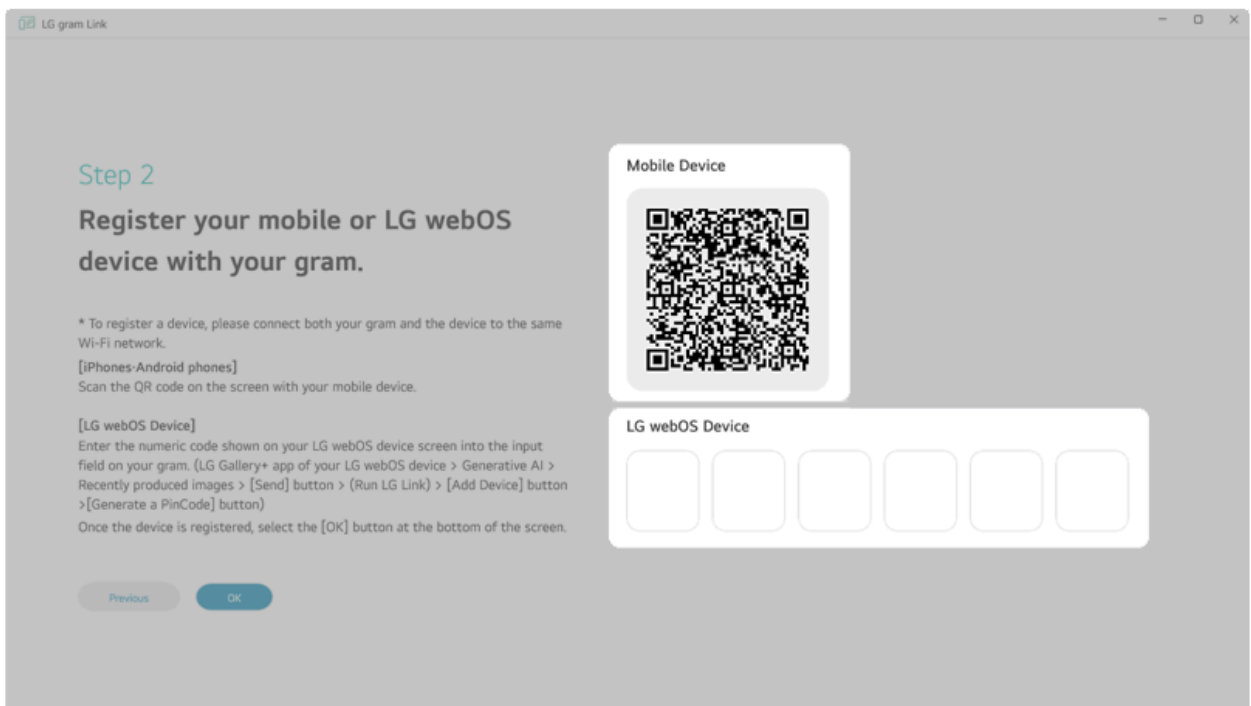 LG gram Link
Step 2
Register your mobile or LG webOS
device with your gram.
* To register a device, please connect both your gram and the device to the same
Wi-Fi network.
[iPhones·Android phones]
Scan the QR code on the screen with your mobile device.
[LG webOS Device]
Enter the numeric code shown on your LG webOS device screen into the input
field on your gram. (LG Gallery+ app of your LG webOS device > Generative AI >
Recently produced images > [Send] button > (Run LG Link) > [Add Device] button
>[Generate a PinCode] button)
Once the device is registered, select the [OK] button at the bottom of the screen.
Previous
OK
Mobile Device
LG webOS Device